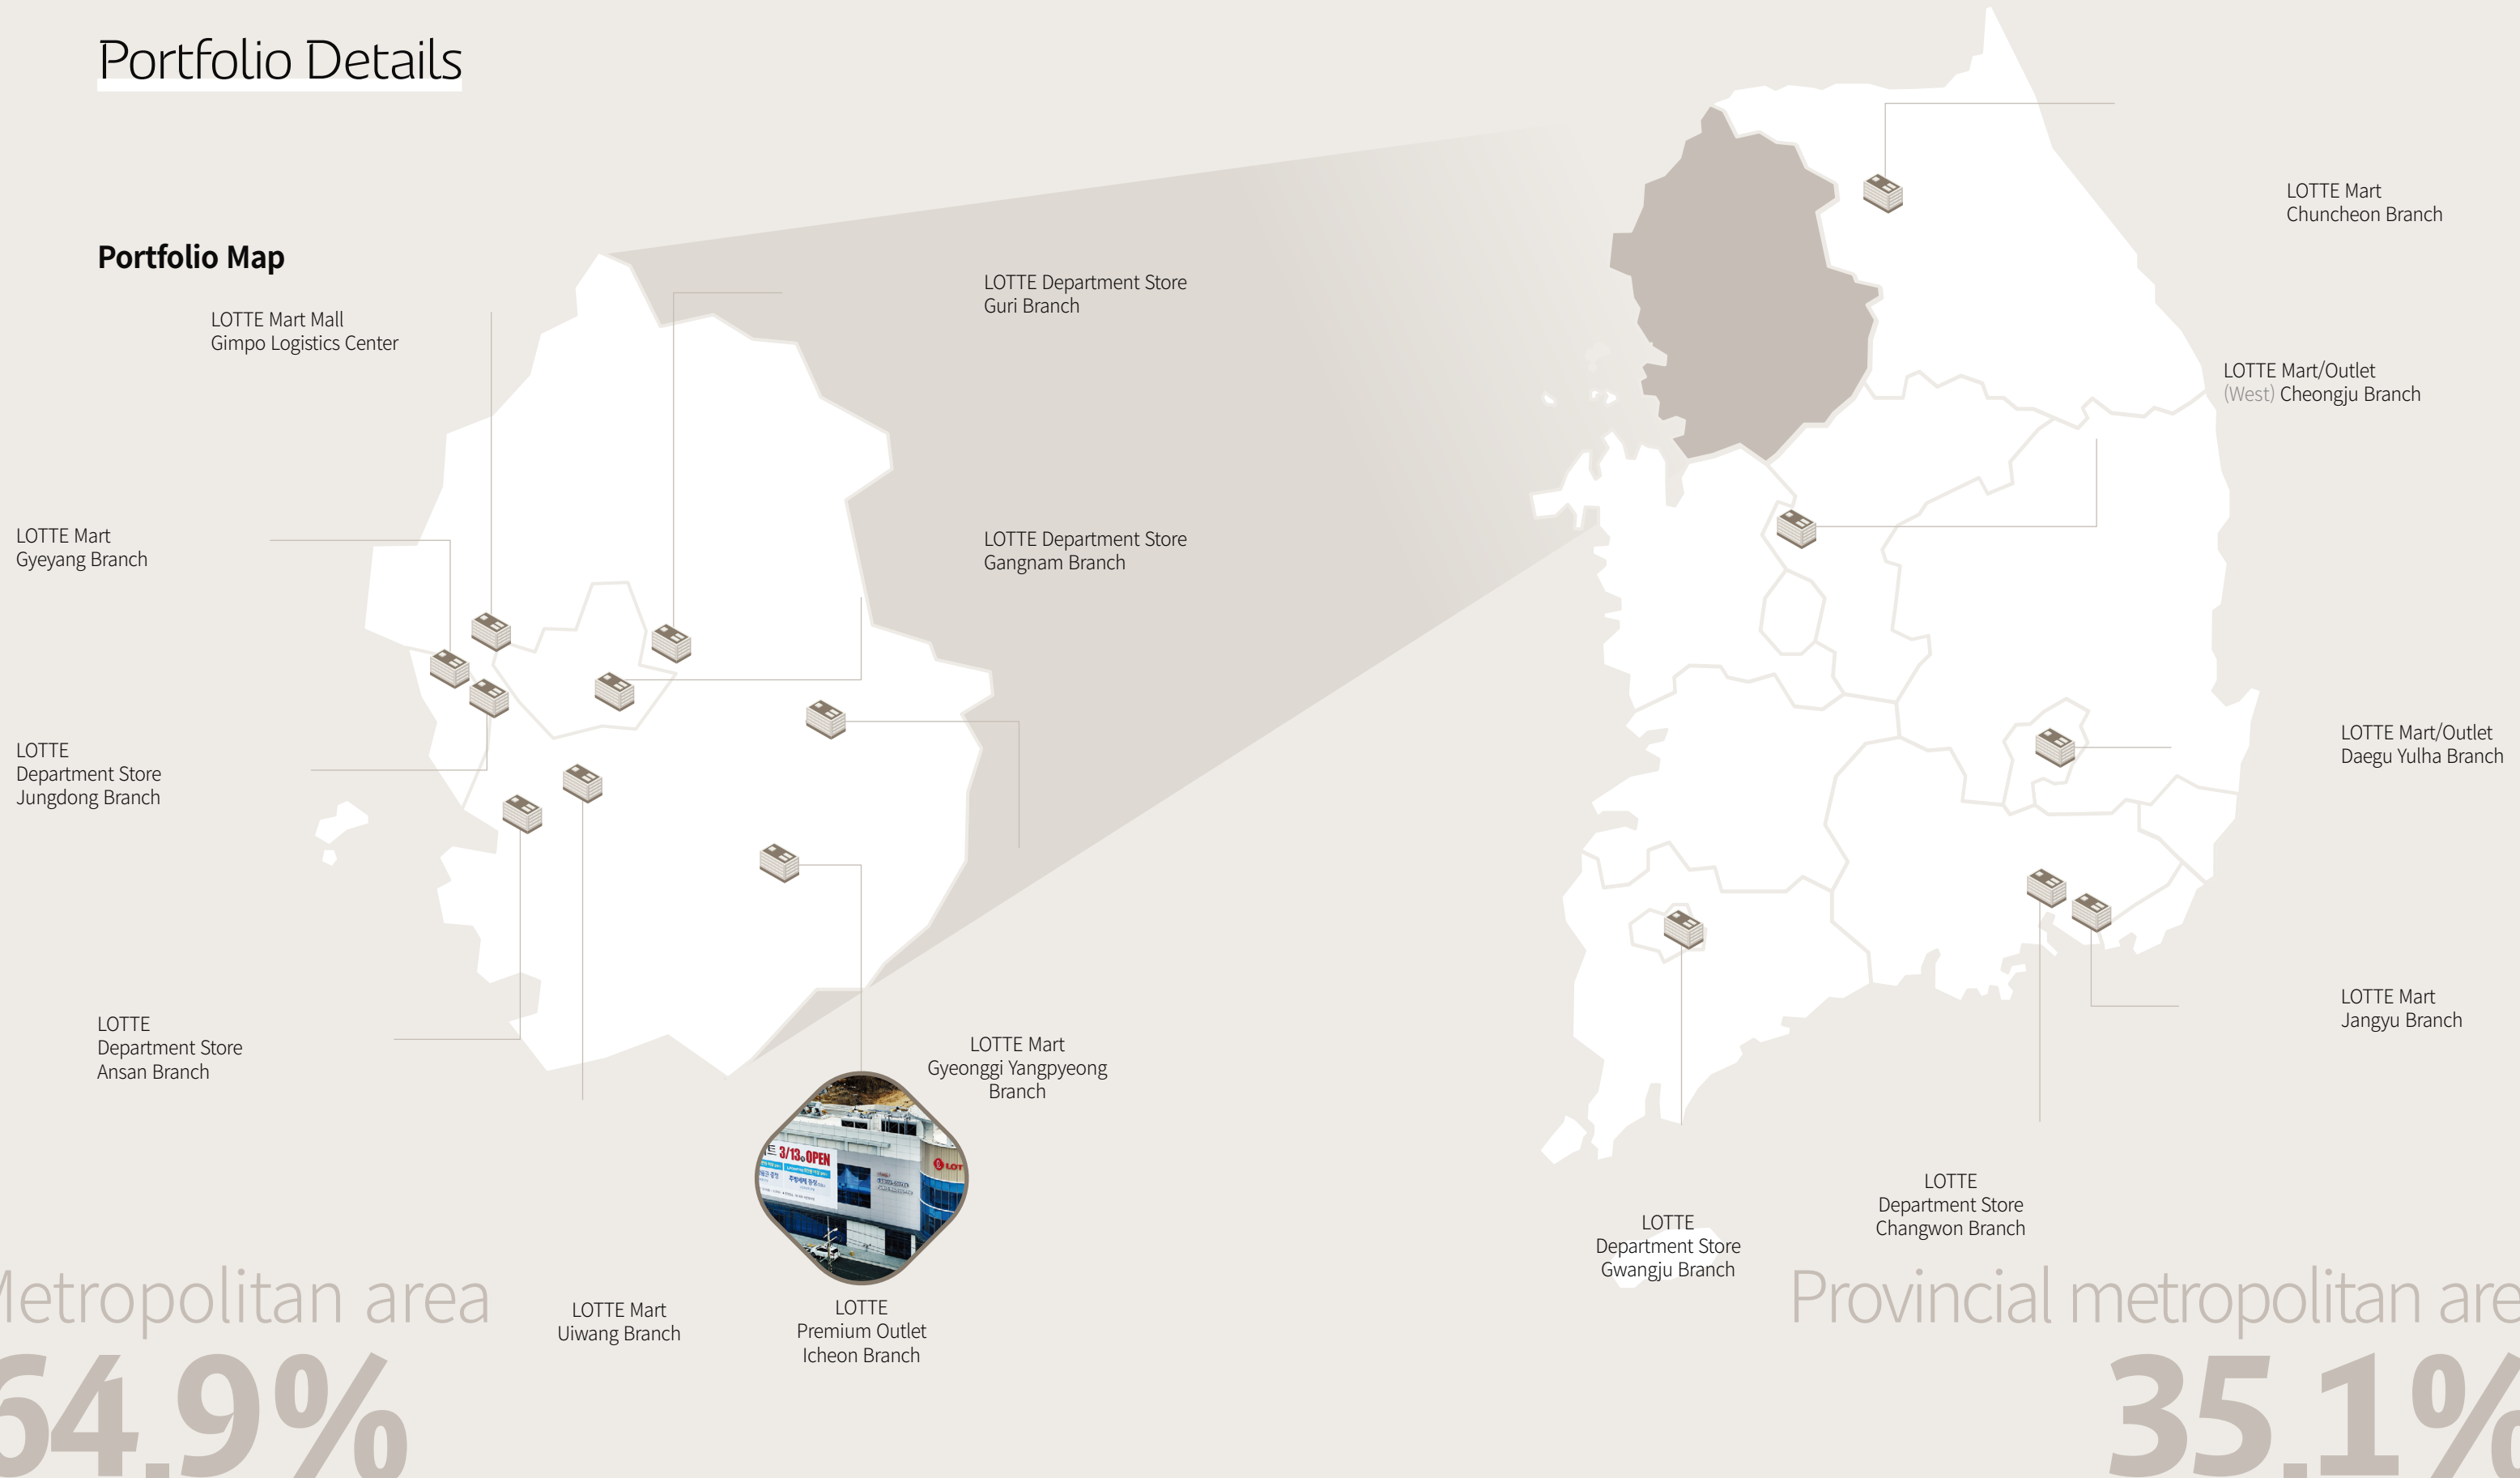 Portfolio Details
Portfolio Map
LOTTE Mart Mall
Gimpo Logistics Center
LOTTE Department Store
Guri Branch
LOTTE Mart
Gyeyang Branch
LOTTE Department Store
Gangnam Branch
LOTTE
Department Store
Jungdong Branch
LOTTE
Department Store
Ansan Branch
LOTTE Mart
Gyeonggi Yangpyeong
Branch
3/13 OPEN
LOT
LOTTE Mart
Uiwang Branch
LOTTE
Premium Outlet
Icheon Branch
Metropolitan area
64.9%
LOTTE Mart
Chuncheon Branch
LOTTE Mart/Outlet
(West) Cheongju Branch
LOTTE Mart/Outlet
Daegu Yulha Branch
LOTTE Mart
Jangyu Branch
LOTTE
Department Store
Changwon Branch
LOTTE
Department Store
Gwangju Branch
Provincial metropolitan are
35.1%